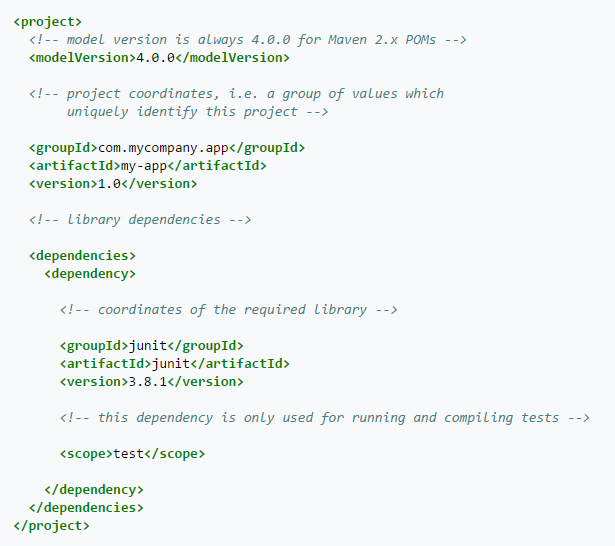 <project>
<!-- model version is always 4.0.0 for Maven 2.x POMs -->
<modelVersion>4.0.0</modelVersion>
<!-- project coordinates, i.e. a group of values which
uniquely identify this project -->
<groupId>com.mycompany.app</groupId>
<artifactId>my-app</artifactId>
<version>1.0</version>
<!-- library dependencies -->
<dependencies>
<dependency>
<!-- coordinates of the required library -->
<groupId>junit</groupId>
<artifactId>junit</artifactId>
<version>3.8.1</version>
<!-- this dependency is only used for running and compiling tests -->
<scope>test</scope>
</dependency>
</dependencies>
</project>